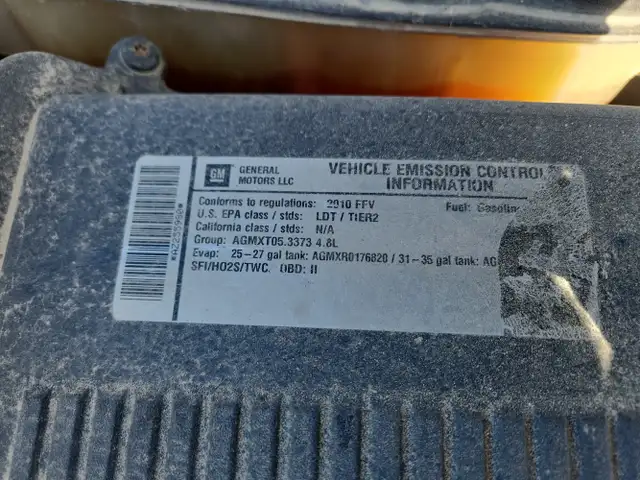 GM
GENERAL
MOTORS LLC
VEHICLE EMISSION CONTROL
INFORMATION
Conforms to regulations: 2010 FFV
Fuel: Gasolin
U.S. EPA class / stds: LDT / TIER2
California class / stds: N/A
Group: AGMXT05.3373 4.8L
Evap: 25-27 gal tank: AGMXR0176820 / 31-35 gal tank: AG
SFI/HO2S/TWC, OBD: II